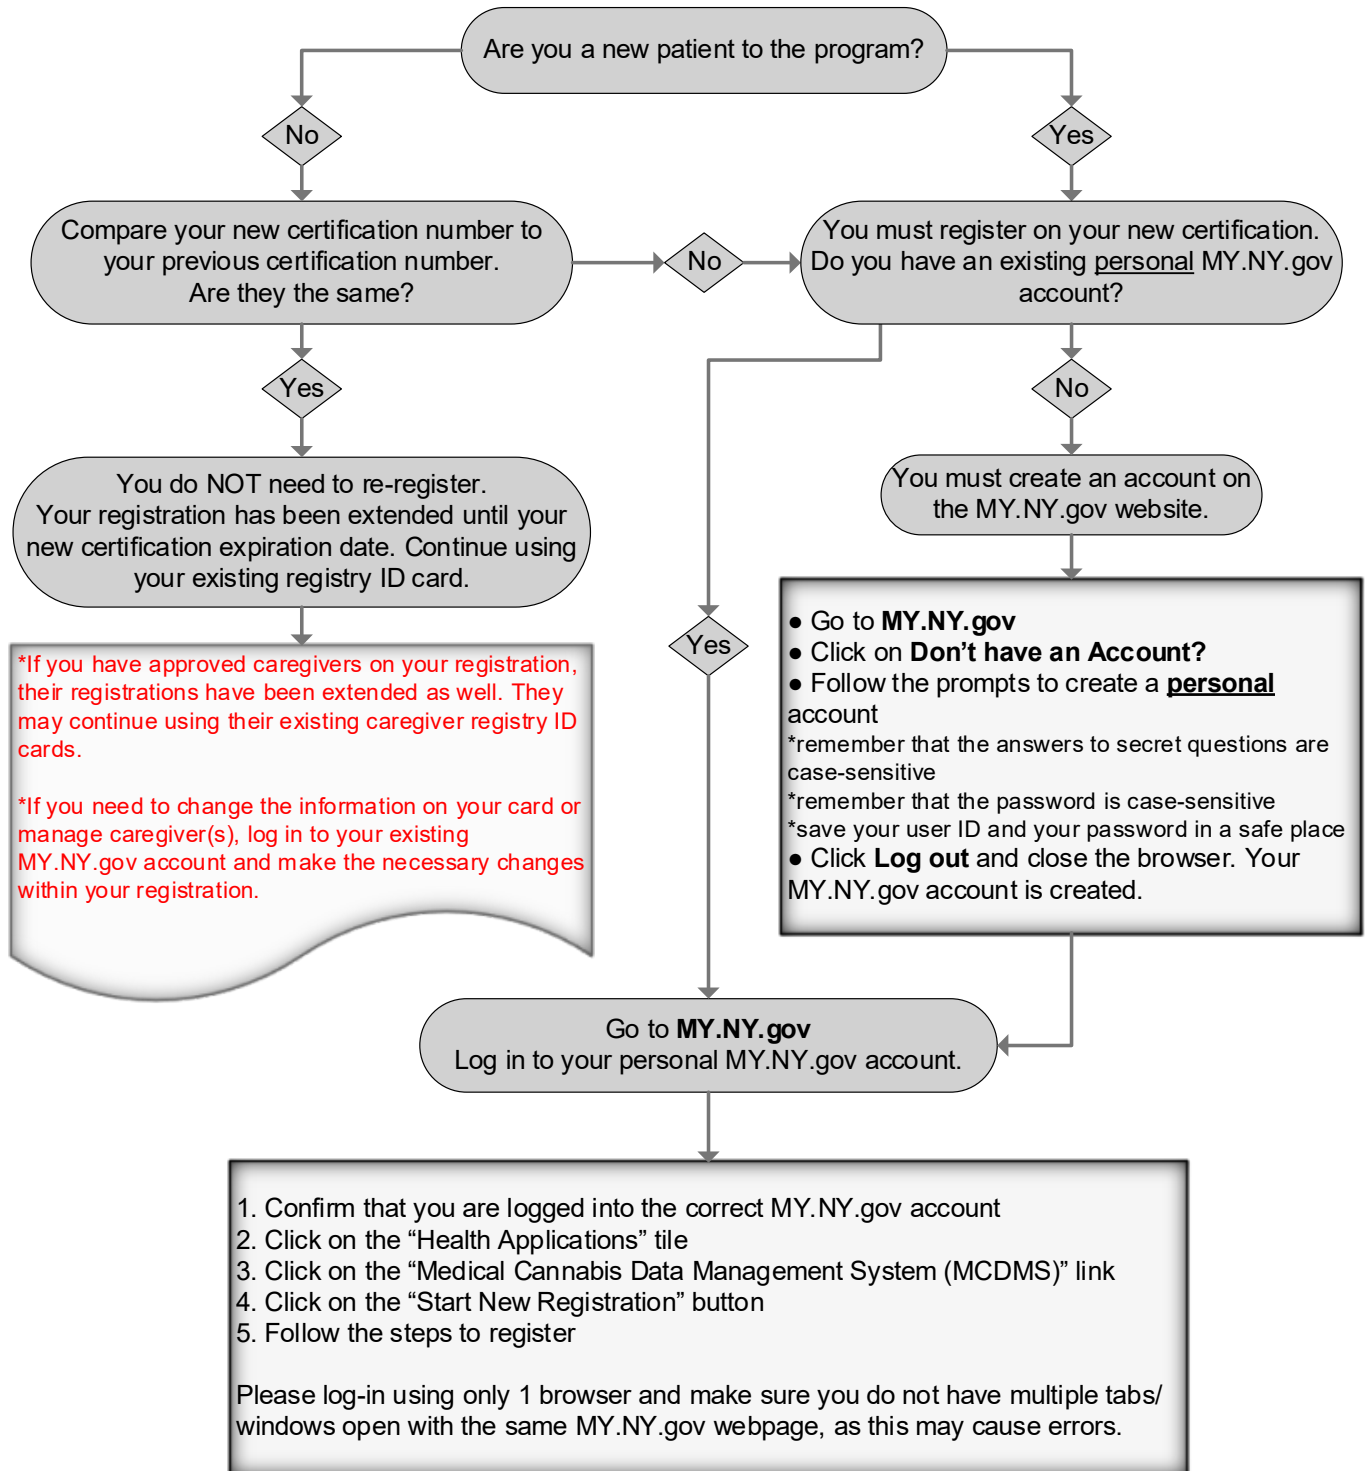 Are you a new patient to the program?
No
Yes
Compare your new certification number to
your previous certification number.
Are they the same?
No
You must register on your new certification.
Do you have an existing personal MY.NY.gov
account?
Yes
No
You do NOT need to re-register.
Your registration has been extended until your
new certification expiration date. Continue using
your existing registry ID card.
You must create an account on
the MY.NY.gov website.
*If you have approved caregivers on your registration,
their registrations have been extended as well. They
may continue using their existing caregiver registry ID
cards.
*If you need to change the information on your card or
manage caregiver(s), log in to your existing
MY.NY.gov account and make the necessary changes
within your registration.
Yes
● Go to MY.NY.gov
● Click on Don’t have an Account?
● Follow the prompts to create a personal
account
*remember that the answers to secret questions are
case-sensitive
*remember that the password is case-sensitive
*save your user ID and your password in a safe place
● Click Log out and close the browser. Your
MY.NY.gov account is created.
Go to MY.NY.gov
Log in to your personal MY.NY.gov account.
1. Confirm that you are logged into the correct MY.NY.gov account
2. Click on the “Health Applications” tile
3. Click on the “Medical Cannabis Data Management System (MCDMS)” link
4. Click on the “Start New Registration” button
5. Follow the steps to register
Please log-in using only 1 browser and make sure you do not have multiple tabs/
windows open with the same MY.NY.gov webpage, as this may cause errors.